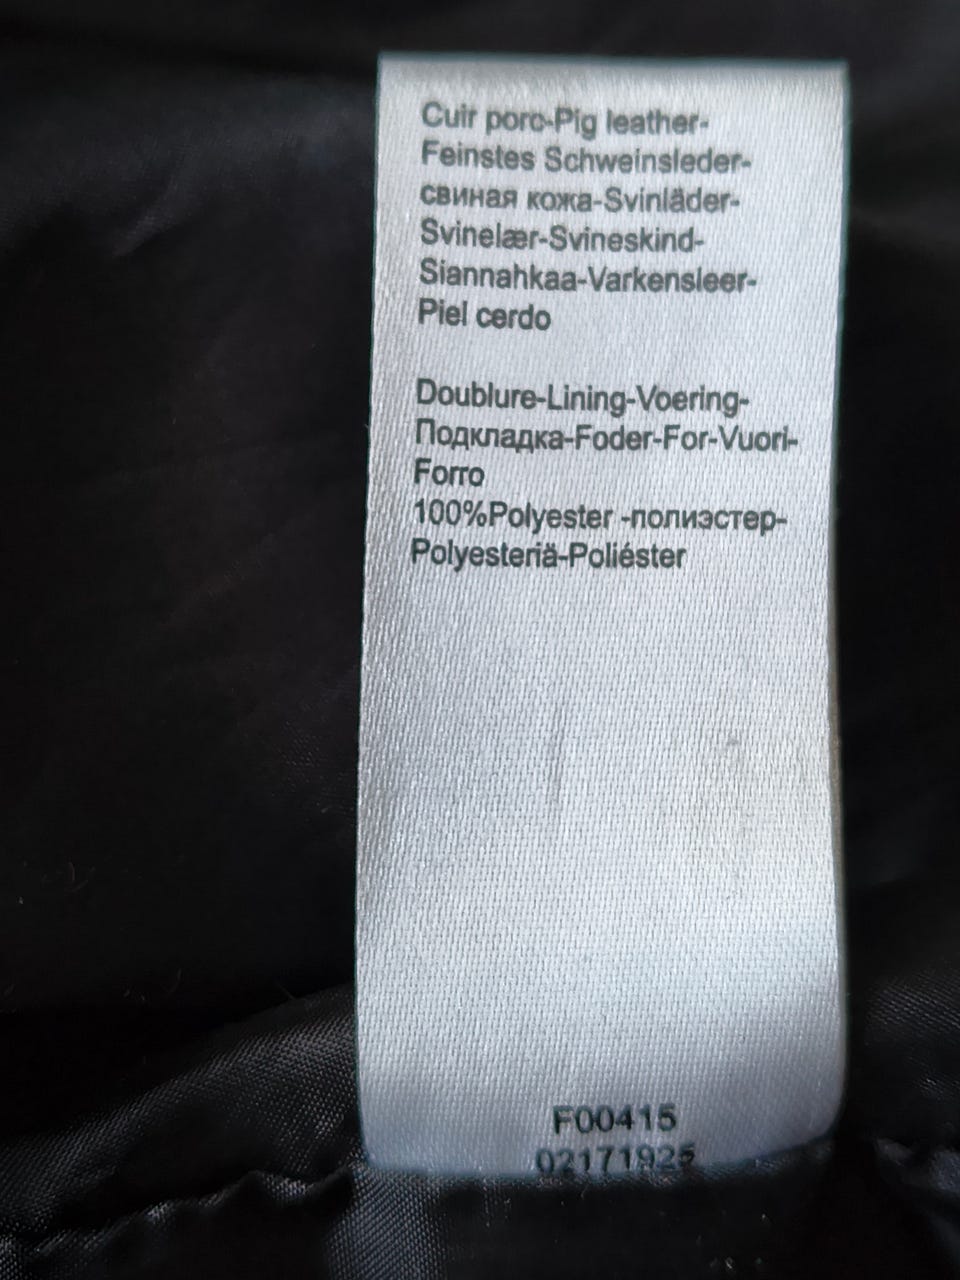 Cuir porc-Pig leather-
Feinstes Schweinsleder-
свиная кожа-Svinläder-
Svinelær-Svineskind-
Siannahkaa-Varkensleer-
Piel cerdo
Doublure-Lining-Voering-
Подкладка-Foder-For-Vuori-
Forro
100%Polyester -полиэстер-
Polyesteriä-Poliéster
F00415
02171925